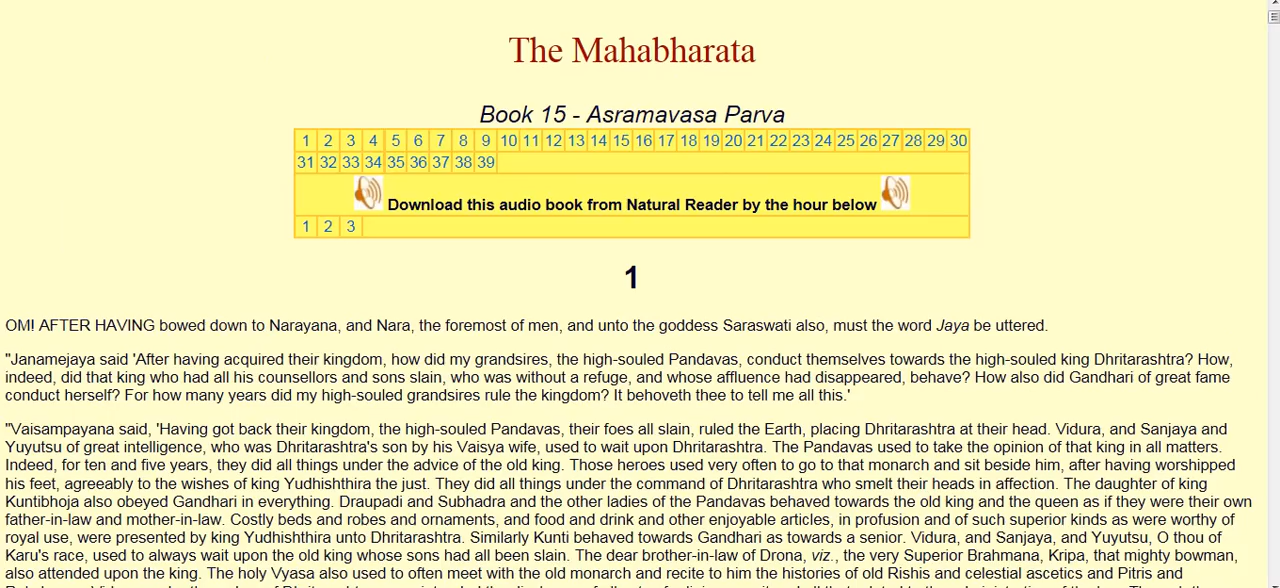 The Mahabharata
Book 15 - Asramavasa Parva
1 2 3 4 5 6 7 8 9 10 11 12 13 14 15 16 17 18 19 20 21 22 23 24 25 26 27 28 29 30
31 32 33 34 35 36 37 38 39
Download this audio book from Natural Reader by the hour below
1 2 3
1
OM! AFTER HAVING bowed down to Narayana, and Nara, the foremost of men, and unto the goddess Saraswati also, must the word Jaya be uttered.
"Janamejaya said 'After having acquired their kingdom, how did my grandsires, the high-souled Pandavas, conduct themselves towards the high-souled king Dhritarashtra? How,
indeed, did that king who had all his counsellors and sons slain, who was without a refuge, and whose affluence had disappeared, behave? How also did Gandhari of great fame
conduct herself? For how many years did my high-souled grandsires rule the kingdom? It behoveth thee to tell me all this.'
"Vaisampayana said, 'Having got back their kingdom, the high-souled Pandavas, their foes all slain, ruled the Earth, placing Dhritarashtra at their head. Vidura, and Sanjaya and
Yuyutsu of great intelligence, who was Dhritarashtra's son by his Vaisya wife, used to wait upon Dhritarashtra. The Pandavas used to take the opinion of that king in all matters.
Indeed, for ten and five years, they did all things under the advice of the old king. Those heroes used very often to go to that monarch and sit beside him, after having worshipped
his feet, agreeably to the wishes of king Yudhishthira the just. They did all things under the command of Dhritarashtra who smelt their heads in affection. The daughter of king
Kuntibhoja also obeyed Gandhari in everything. Draupadi and Subhadra and the other ladies of the Pandavas behaved towards the old king and the queen as if they were their own
father-in-law and mother-in-law. Costly beds and robes and ornaments, and food and drink and other enjoyable articles, in profusion and of such superior kinds as were worthy of
royal use, were presented by king Yudhishthira unto Dhritarashtra. Similarly Kunti behaved towards Gandhari as towards a senior. Vidura, and Sanjaya, and Yuyutsu, O thou of
Karu's race, used to always wait upon the old king whose sons had all been slain. The dear brother-in-law of Drona, viz., the very Superior Brahmana, Kripa, that mighty bowman,
also attended upon the king. The holy Vyasa also used to often meet with the old monarch and recite to him the histories of old Rishis and celestial ascetics and Pitris and